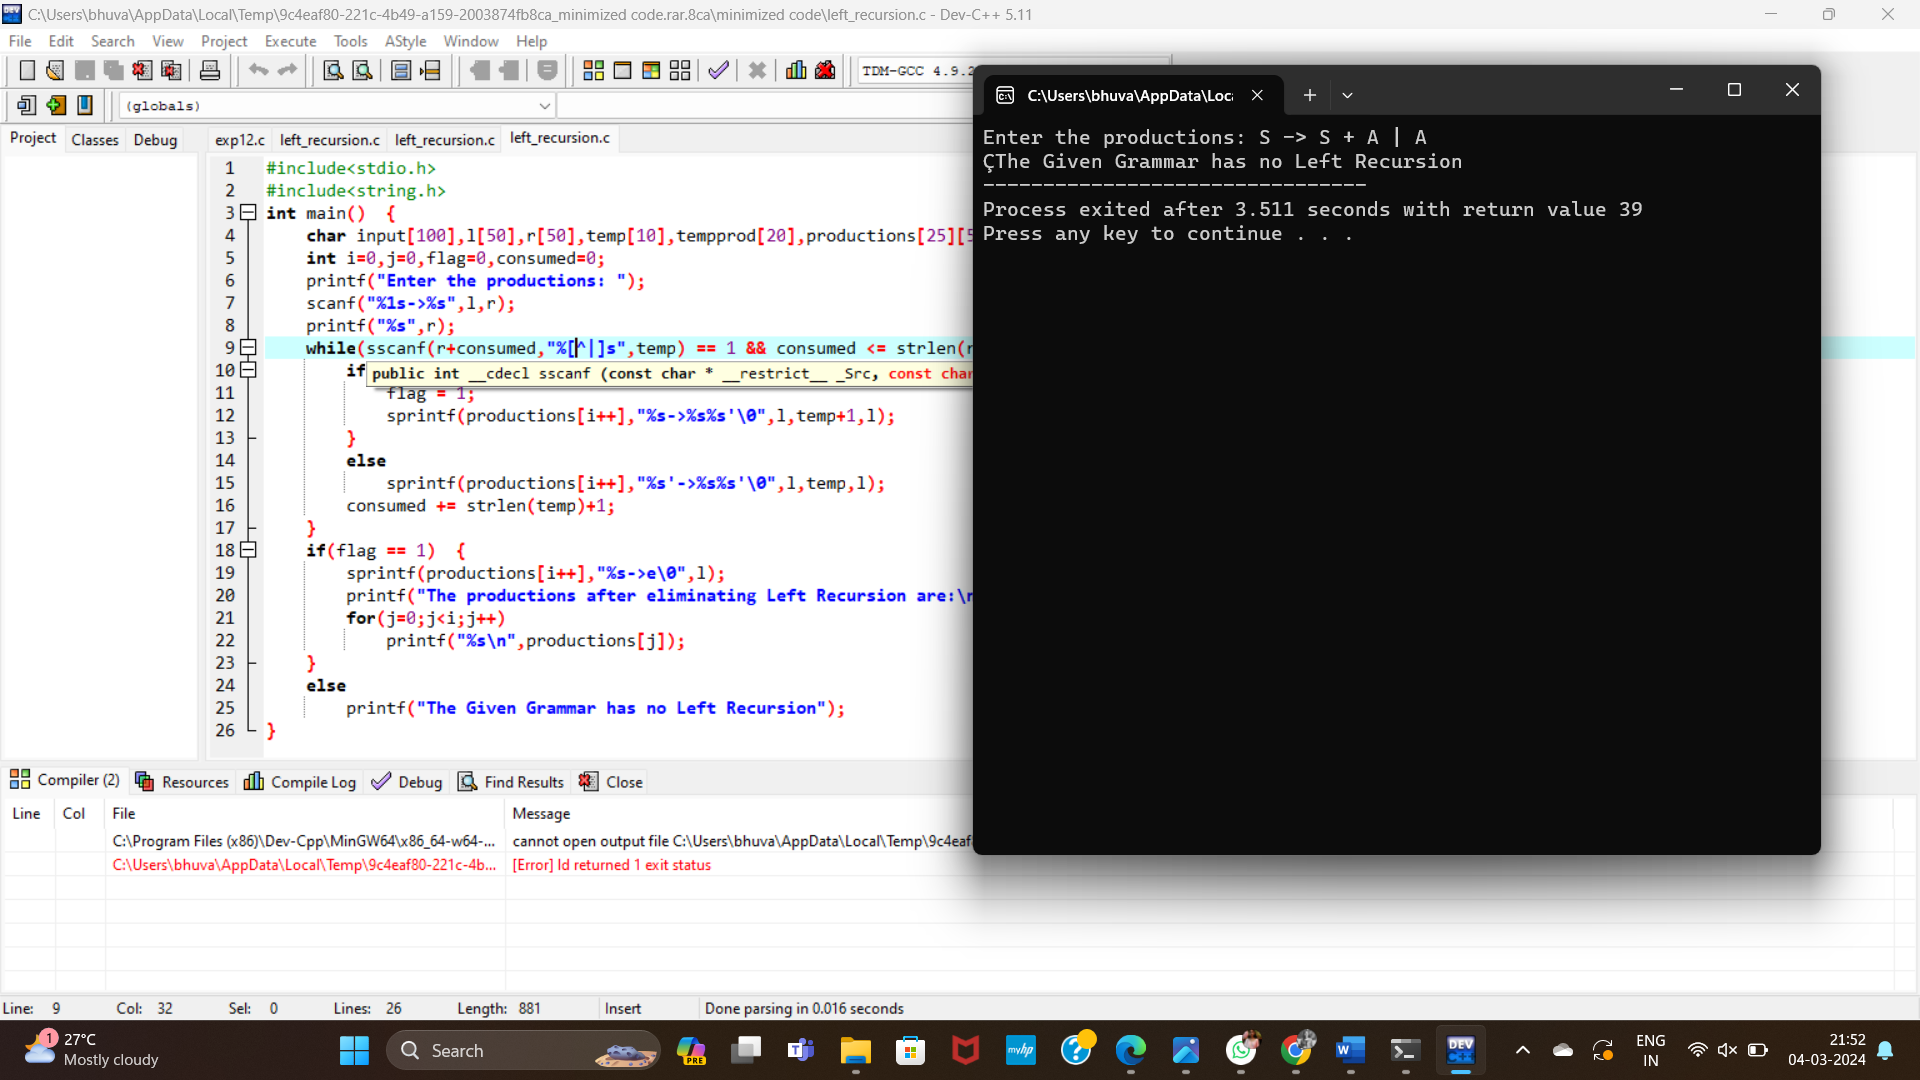 C:\Users\bhuva\AppData\Local\Temp\9c4eaf80-221c-4b49-a159-2003874fb8ca_minimized code.rar.8ca\minimized code\left_recursion.c - Dev-C++ 5.11
File Edit Search View Project Execute Tools AStyle Window Help
TDM-GCC 4.9.2
(globals)
Project Classes Debug
exp12.c left_recursion.c left_recursion.c left_recursion.c
1 #include<stdio.h>
2 #include<string.h>
3 int main() {
4 char input[100],l[50],r[50],temp[10],tempprod[20],productions[25][5
5 int i=0,j=0,flag=0,consumed=0;
6 printf("Enter the productions: ");
7 scanf("%1s->%s",l,r);
8 printf("%s",r);
9 while(sscanf(r+consumed,"%[^|]s",temp) == 1 && consumed <= strlen(r
10 if
public int __cdecl sscanf (const char * __restrict__ _Src, const char
11 flag = 1;
12 sprintf(productions[i++],"%s->%s%s'\0",l,temp+1,l);
13 }
14 else
15 sprintf(productions[i++],"%s'->%s%s'\0",l,temp,l);
16 consumed += strlen(temp)+1;
17 }
18 if(flag == 1) {
19 sprintf(productions[i++],"%s->e\0",l);
20 printf("The productions after eliminating Left Recursion are:\n
21 for(j=0;j<i;j++)
22 printf("%s\n",productions[j]);
23 }
24 else
25 printf("The Given Grammar has no Left Recursion");
26 }
C:\Users\bhuva\AppData\Loc
Enter the productions: S -> S + A | A
ÇThe Given Grammar has no Left Recursion
--------------------------------
Process exited after 3.511 seconds with return value 39
Press any key to continue . . .
Compiler (2) Resources Compile Log Debug Find Results Close
Line Col File Message
C:\Program Files (x86)\Dev-Cpp\MinGW64\x86_64-w64-... cannot open output file C:\Users\bhuva\AppData\Local\Temp\9c4eaf
C:\Users\bhuva\AppData\Local\Temp\9c4eaf80-221c-4b... [Error] ld returned 1 exit status
Line: 9 Col: 32 Sel: 0 Lines: 26 Length: 881 Insert Done parsing in 0.016 seconds
1 27°C
Mostly cloudy
Search
PRE
myhp
DEV
C++
ENG
IN
21:52
04-03-2024